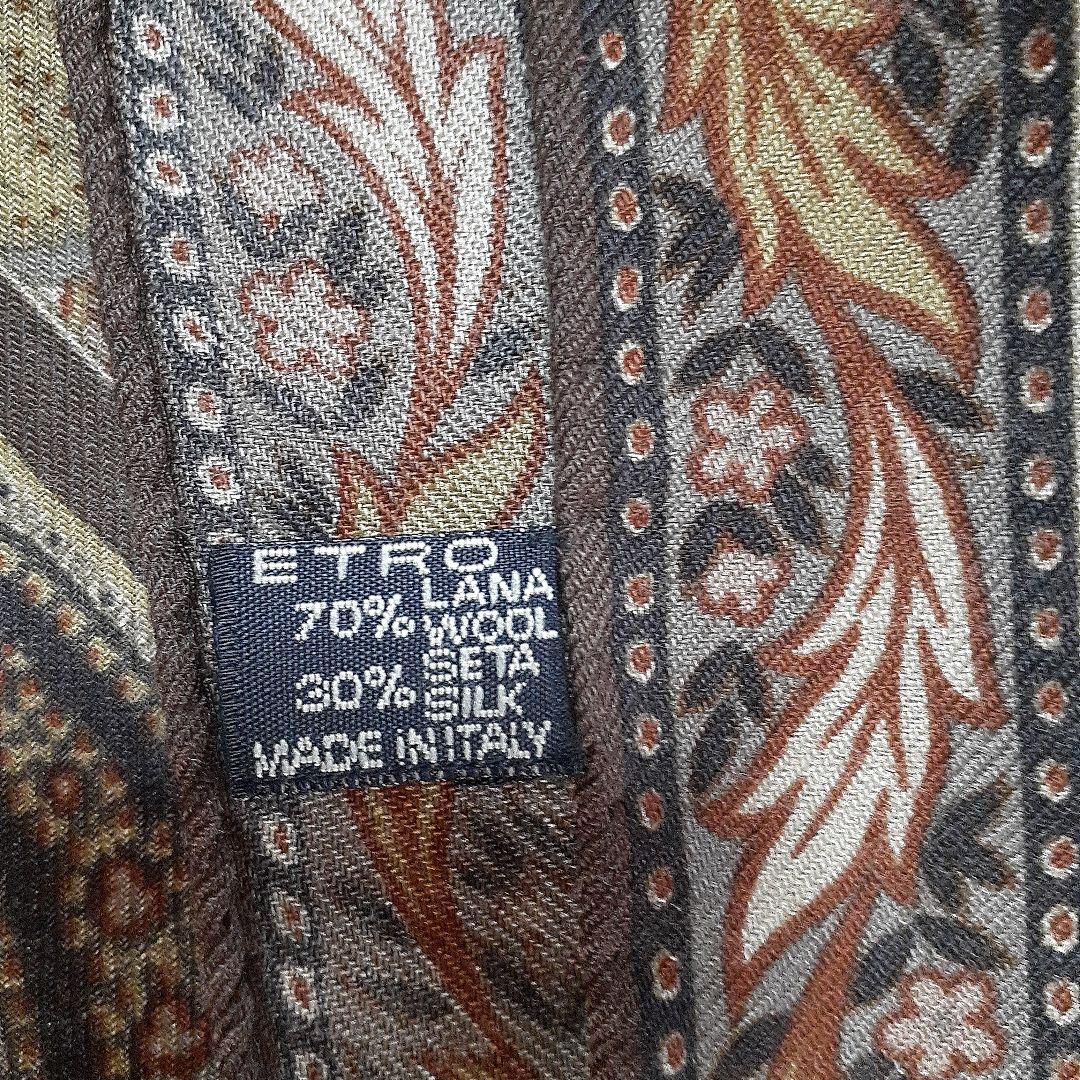 ETRO
70% LANA
WOOL
30% SETA
SILK
MADE IN ITALY